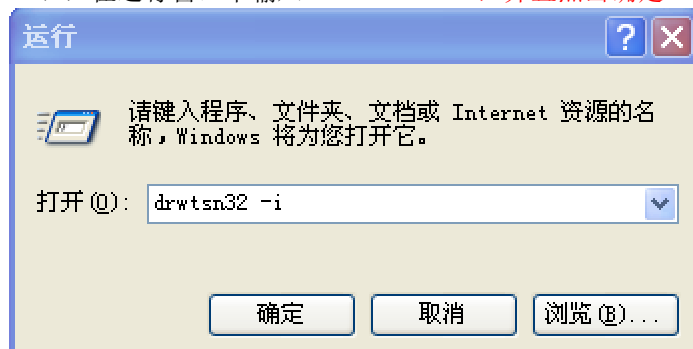 运行
请键入程序、文件夹、文档或 Internet 资源的名
称，Windows 将为您打开它。
打开(O): drwtsn32 -i
确定 取消 浏览(B)...